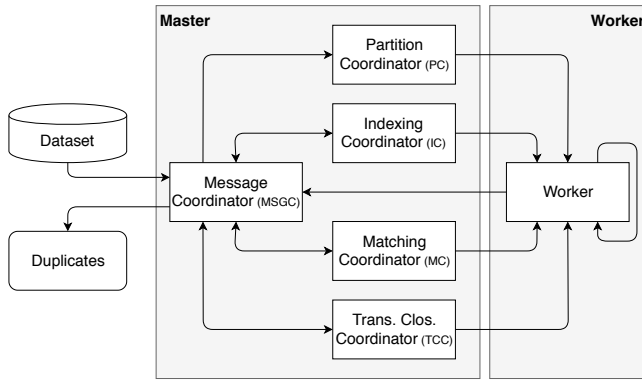 Master
Worker
Partition
Coordinator (PC)
Indexing
Coordinator (IC)
Dataset
Message
Coordinator (MSGC)
Worker
Duplicates
Matching
Coordinator (MC)
Trans. Clos.
Coordinator (TCC)